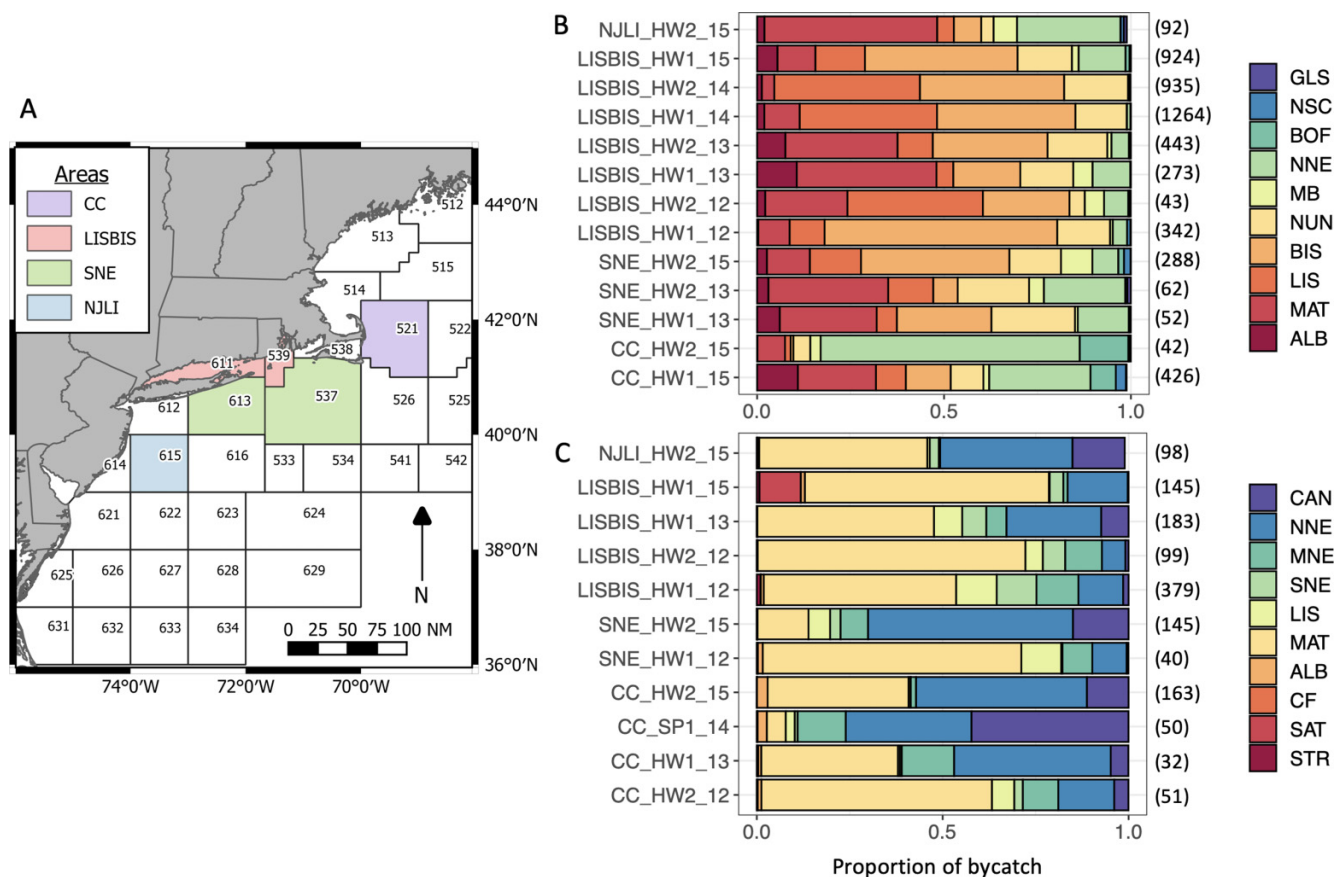 A
Areas
CC
LISBIS
SNE
NJLI
512
513
515
514
521
522
538
539
611
537
526
525
613
612
615
616
533
534
541
542
614
621
622
623
624
625
626
627
628
629
631
632
633
634
N
0 25 50 75 100 NM
44°0'N
42°0'N
40°0'N
38°0'N
36°0'N
74°0'W 72°0'W 70°0'W
B
NJLI_HW2_15 (92)
LISBIS_HW1_15 (924)
LISBIS_HW2_14 (935)
LISBIS_HW1_14 (1264)
LISBIS_HW2_13 (443)
LISBIS_HW1_13 (273)
LISBIS_HW2_12 (43)
LISBIS_HW1_12 (342)
SNE_HW2_15 (288)
SNE_HW2_13 (62)
SNE_HW1_13 (52)
CC_HW2_15 (42)
CC_HW1_15 (426)
0.0 0.5 1.0
GLS
NSC
BOF
NNE
MB
NUN
BIS
LIS
MAT
ALB
C
NJLI_HW2_15 (98)
LISBIS_HW1_15 (145)
LISBIS_HW1_13 (183)
LISBIS_HW2_12 (99)
LISBIS_HW1_12 (379)
SNE_HW2_15 (145)
SNE_HW1_12 (40)
CC_HW2_15 (163)
CC_SP1_14 (50)
CC_HW1_13 (32)
CC_HW2_12 (51)
0.0 0.5 1.0
Proportion of bycatch
CAN
NNE
MNE
SNE
LIS
MAT
ALB
CF
SAT
STR